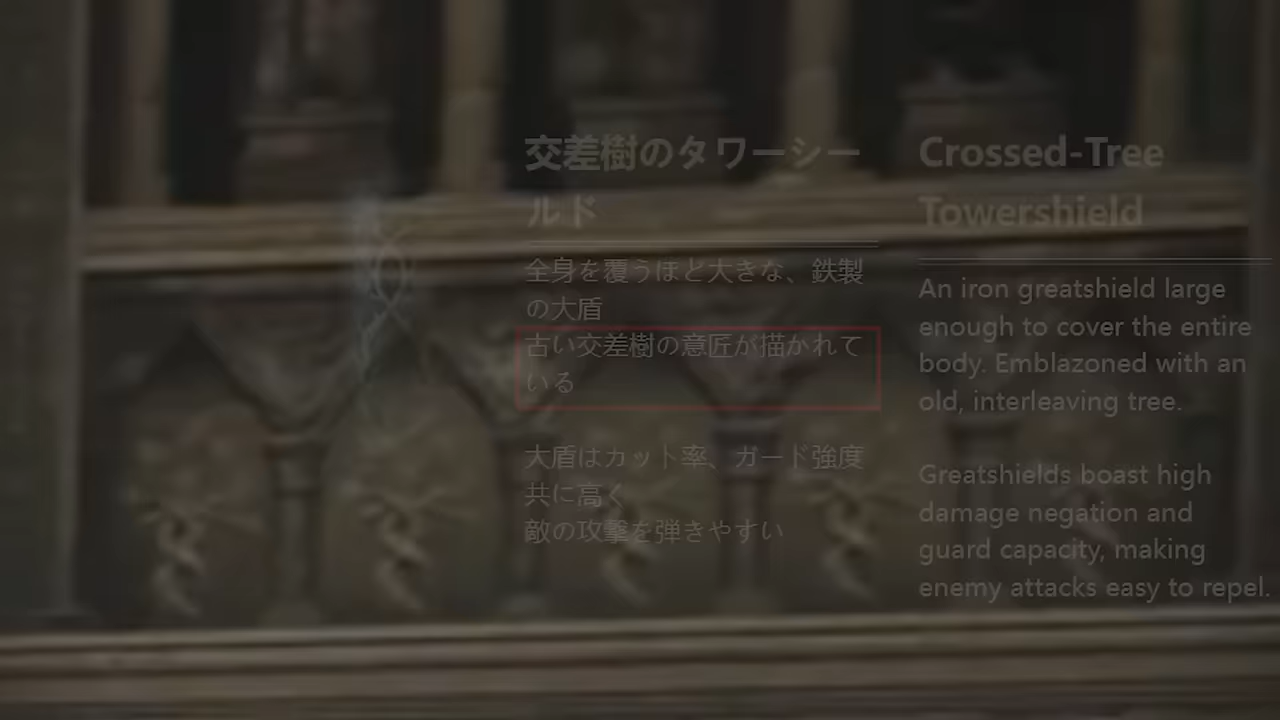 交差樹のタワーシー
ルド
全身を覆うほど大きな、鉄製
の大盾
古い交差樹の意匠が描かれて
いる
大盾はカット率、ガード強度
共に高く
敵の攻撃を弾きやすい
Crossed-Tree
Towershield
An iron greatshield large
enough to cover the entire
body. Emblazoned with an
old, interleaving tree.
Greatshields boast high
damage negation and
guard capacity, making
enemy attacks easy to repel.